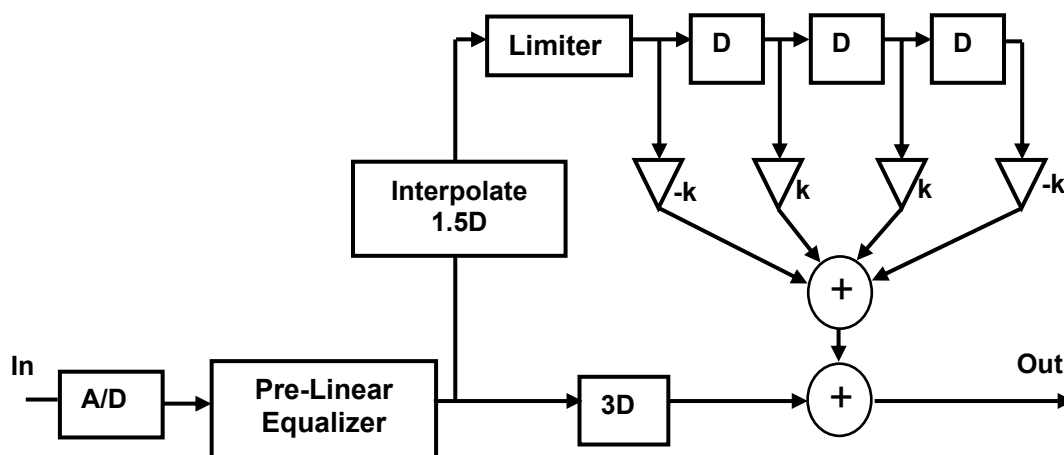 Limiter
D
D
D
-k
k
k
-k
Interpolate
1.5D
+
In
A/D
Pre-Linear
Equalizer
3D
+
Out